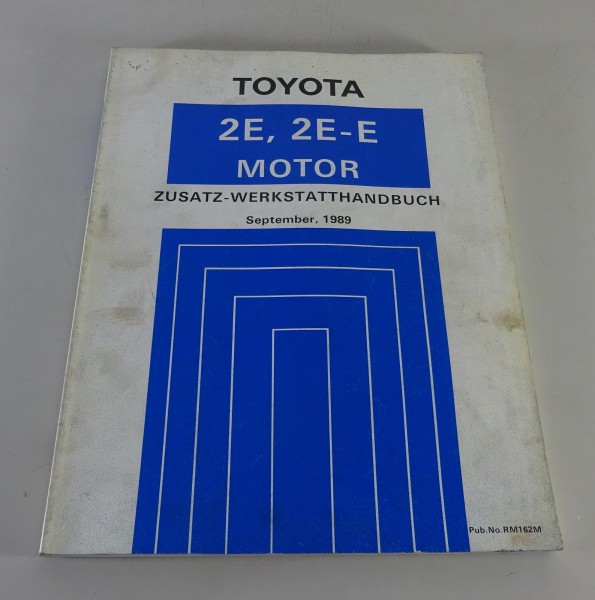 TOYOTA
2E, 2E-E
MOTOR
ZUSATZ-WERKSTATTHANDBUCH
September, 1989
Pub.No.RM162M